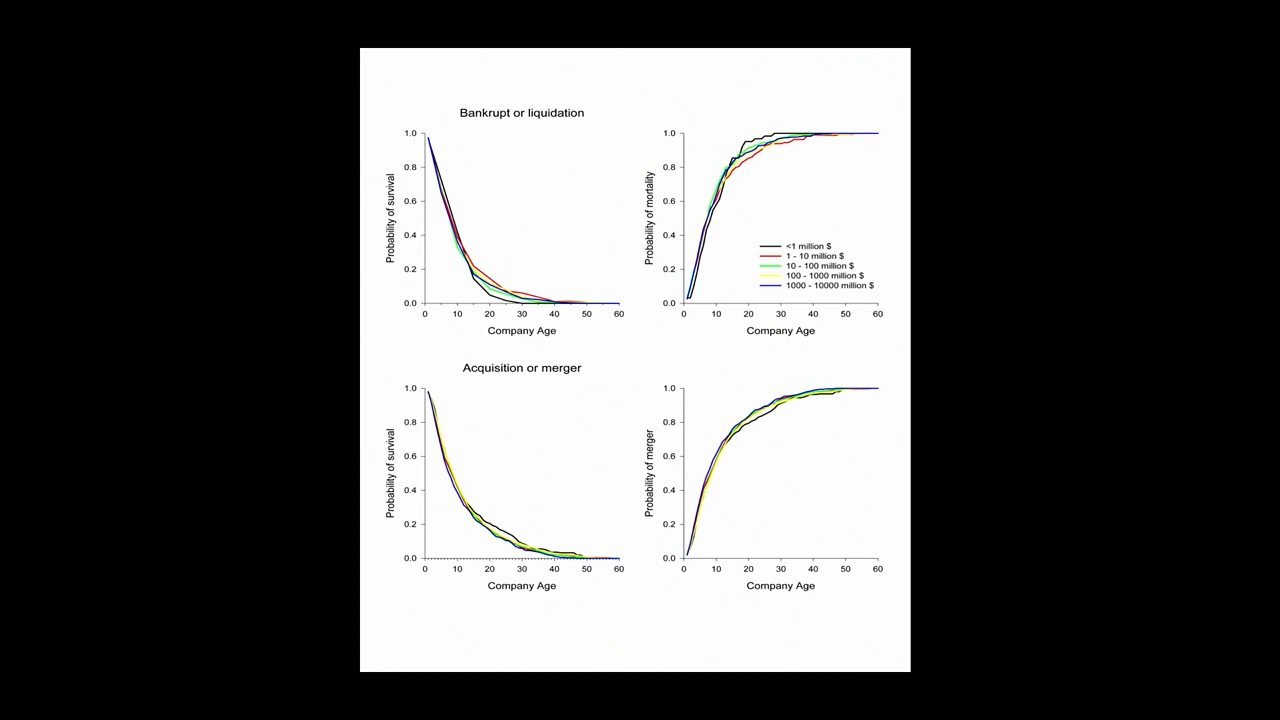 Bankrupt or liquidation
1.0
0.8
0.6
0.4
0.2
0.0
Probability of survival
0 10 20 30 40 50 60
Company Age
1.0
0.8
0.6
0.4
0.2
0.0
Probability of mortality
<1 million $
1 - 10 million $
10 - 100 million $
100 - 1000 million $
1000 - 10000 million $
0 10 20 30 40 50 60
Company Age
Acquisition or merger
1.0
0.8
0.6
0.4
0.2
0.0
Probability of survival
0 10 20 30 40 50 60
Company Age
1.0
0.8
0.6
0.4
0.2
0.0
Probability of merger
0 10 20 30 40 50 60
Company Age